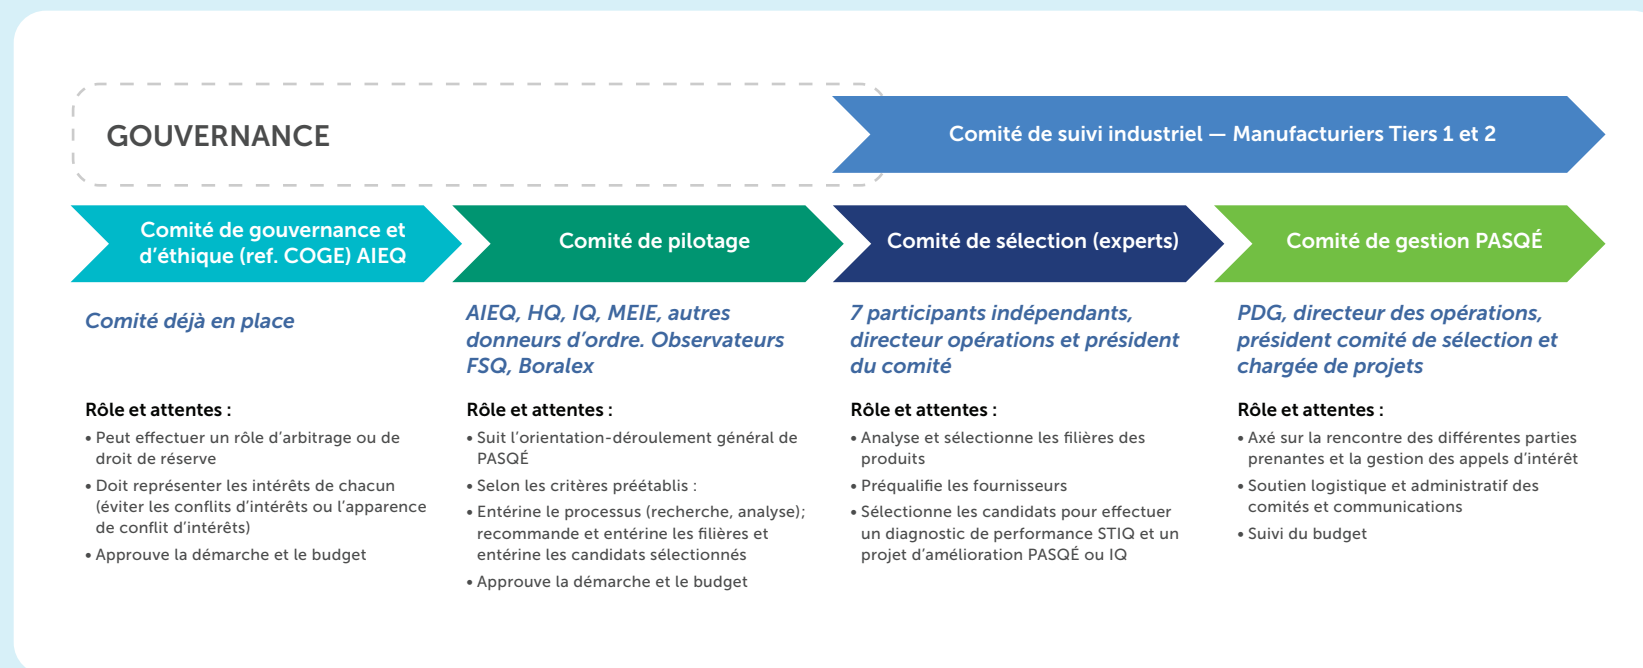 GOUVERNANCE
Comité de suivi industriel — Manufacturiers Tiers 1 et 2
Comité de gouvernance et
d’éthique (ref. COGE) AIEQ
Comité déjà en place
Rôle et attentes :
• Peut effectuer un rôle d’arbitrage ou de
droit de réserve
• Doit représenter les intérêts de chacun
(éviter les conflits d’intérêts ou l’apparence
de conflit d’intérêts)
• Approuve la démarche et le budget
Comité de pilotage
AIEQ, HQ, IQ, MEIE, autres
donneurs d’ordre. Observateurs
FSQ, Boralex
Rôle et attentes :
• Suit l’orientation-déroulement général de
PASQÉ
• Selon les critères préétablis :
• Entérine le processus (recherche, analyse);
recommande et entérine les filières et
entérine les candidats sélectionnés
• Approuve la démarche et le budget
Comité de sélection (experts)
7 participants indépendants,
directeur opérations et président
du comité
Rôle et attentes :
• Analyse et sélectionne les filières des
produits
• Préqualifie les fournisseurs
• Sélectionne les candidats pour effectuer
un diagnostic de performance STIQ et un
projet d’amélioration PASQÉ ou IQ
Comité de gestion PASQÉ
PDG, directeur des opérations,
président comité de sélection et
chargée de projets
Rôle et attentes :
• Axé sur la rencontre des différentes parties
prenantes et la gestion des appels d’intérêt
• Soutien logistique et administratif des
comités et communications
• Suivi du budget